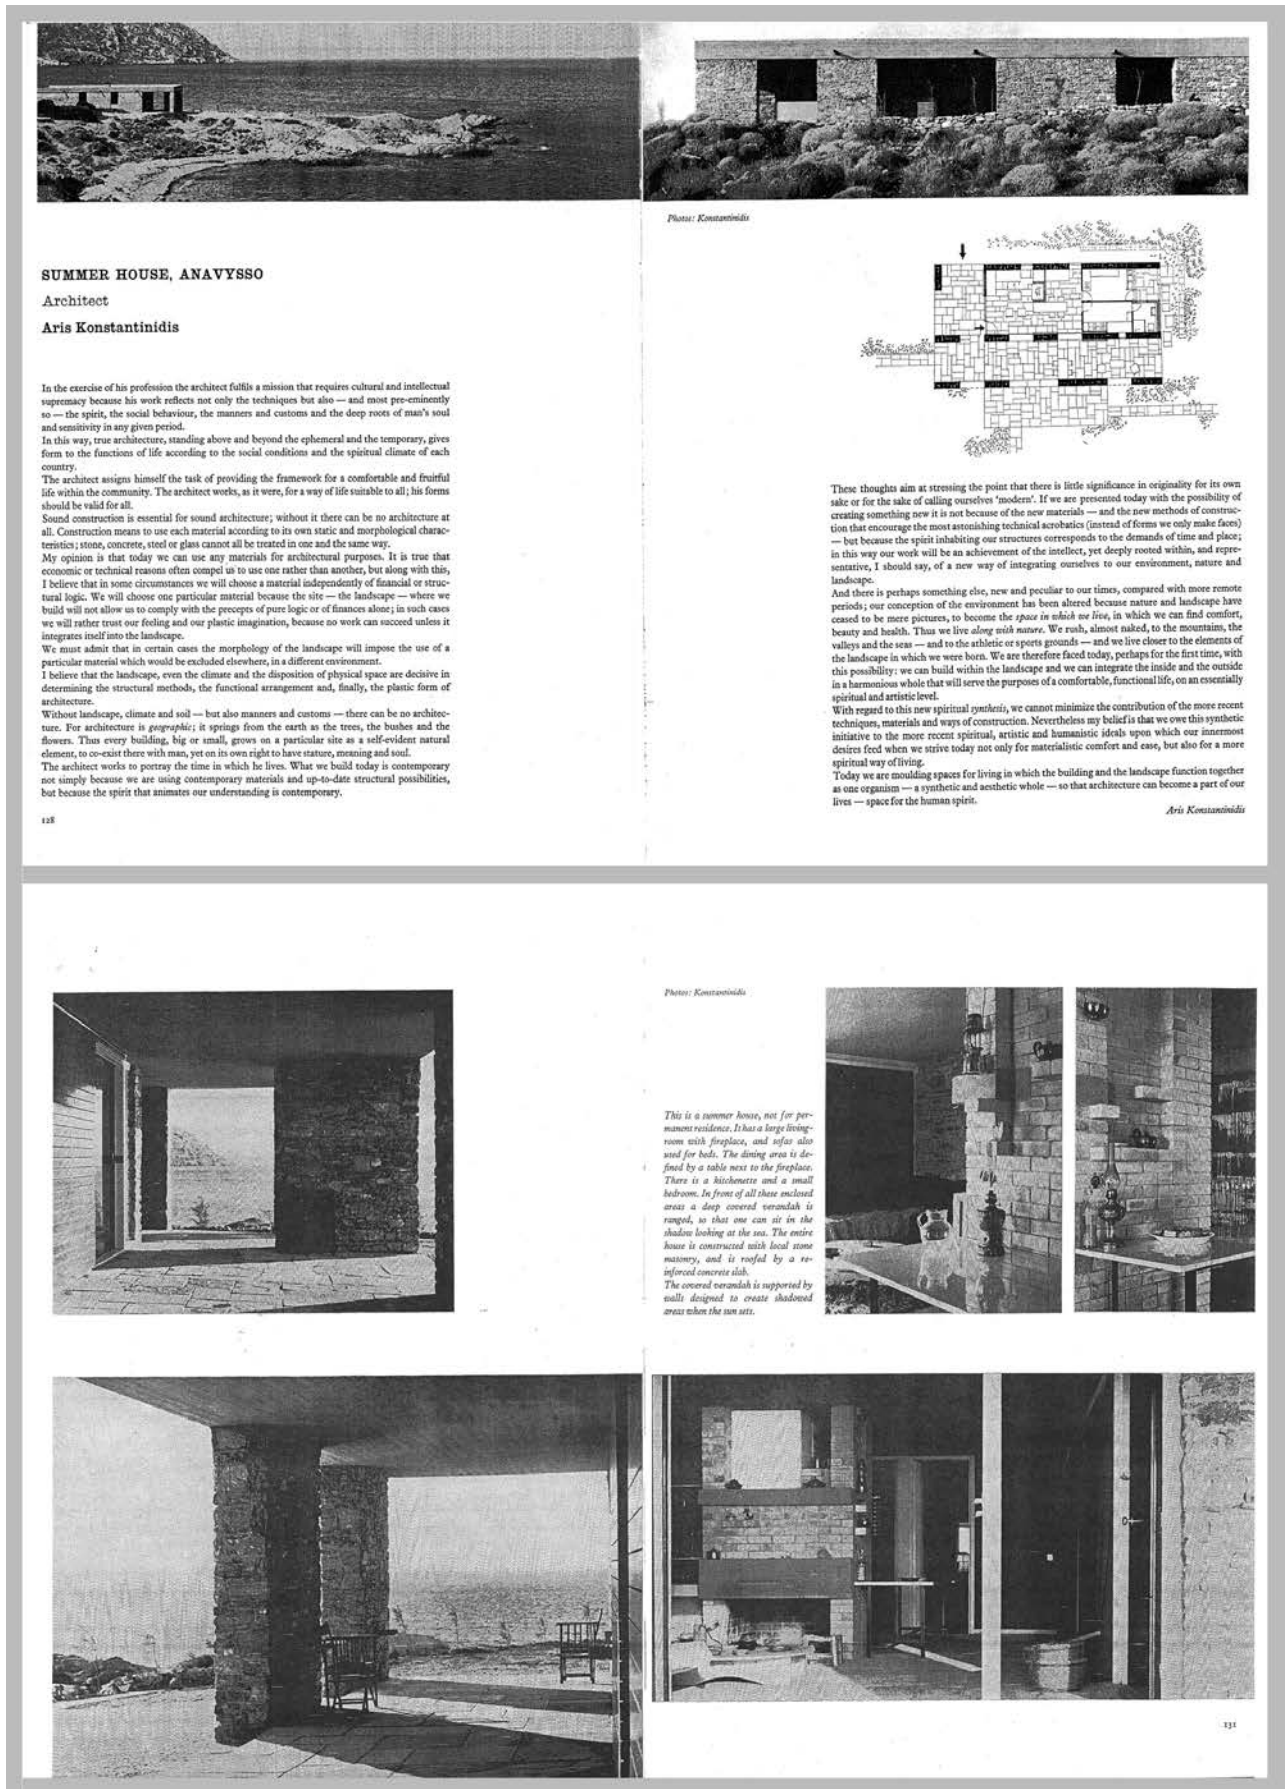 Photos: Konstantinidis
SUMMER HOUSE, ANAVYSSO
Architect
Aris Konstantinidis
In the exercise of his profession the architect fulfils a mission that requires cultural and intellectual
supremacy because his work reflects not only the techniques but also — and most pre-eminently
so — the spirit, the social behaviour, the manners and customs and the deep roots of man's soul
and sensitivity in any given period.
In this way, true architecture, standing above and beyond the ephemeral and the temporary, gives
form to the functions of life according to the social conditions and the spiritual climate of each
country.
The architect assigns himself the task of providing the framework for a comfortable and fruitful
life within the community. The architect works, as it were, for a way of life suitable to all; his forms
should be valid for all.
Sound construction is essential for sound architecture; without it there can be no architecture at
all. Construction means to use each material according to its own static and morphological charac-
teristics; stone, concrete, steel or glass cannot all be treated in one and the same way.
My opinion is that today we can use any materials for architectural purposes. It is true that
economic or technical reasons often compel us to use one rather than another, but along with this,
I believe that in some circumstances we will choose a material independently of financial or struc-
tural logic. We will choose one particular material because the site — the landscape — where we
build will not allow us to comply with the precepts of pure logic or of finances alone; in such cases
we will rather trust our feeling and our plastic imagination, because no work can succeed unless it
integrates itself into the landscape.
We must admit that in certain cases the morphology of the landscape will impose the use of a
particular material which would be excluded elsewhere, in a different environment.
I believe that the landscape, even the climate and the disposition of physical space are decisive in
determining the structural methods, the functional arrangement and, finally, the plastic form of
architecture.
Without landscape, climate and soil — but also manners and customs — there can be no architec-
ture. For architecture is geographic; it springs from the earth as the trees, the bushes and the
flowers. Thus every building, big or small, grows on a particular site as a self-evident natural
element, to co-exist there with man, yet on its own right to have stature, meaning and soul.
The architect works to portray the time in which he lives. What we build today is contemporary
not simply because we are using contemporary materials and up-to-date structural possibilities,
but because the spirit that animates our understanding is contemporary.
128
These thoughts aim at stressing the point that there is little significance in originality for its own
sake or for the sake of calling ourselves 'modern'. If we are presented today with the possibility of
creating something new it is not because of the new materials — and the new methods of construc-
tion that encourage the most astonishing technical acrobatics (instead of forms we only make faces)
— but because the spirit inhabiting our structures corresponds to the demands of time and place;
in this way our work will be an achievement of the intellect, yet deeply rooted within, and repre-
sentative, I should say, of a new way of integrating ourselves to our environment, nature and
landscape.
And there is perhaps something else, new and peculiar to our times, compared with more remote
periods; our conception of the environment has been altered because nature and landscape have
ceased to be mere pictures, to become the space in which we live, in which we can find comfort,
beauty and health. Thus we live along with nature. We rush, almost naked, to the mountains, the
valleys and the seas — and to the athletic or sports grounds — and we live closer to the elements of
the landscape in which we were born. We are therefore faced today, perhaps for the first time, with
this possibility: we can build within the landscape and we can integrate the inside and the outside
in a harmonious whole that will serve the purposes of a comfortable, functional life, on an essentially
spiritual and artistic level.
With regard to this new spiritual synthesis, we cannot minimize the contribution of the more recent
techniques, materials and ways of construction. Nevertheless my belief is that we owe this synthetic
initiative to the more recent spiritual, artistic and humanistic ideals upon which our innermost
desires feed when we strive today not only for materialistic comfort and ease, but also for a more
spiritual way of living.
Today we are moulding spaces for living in which the building and the landscape function together
as one organism — a synthetic and aesthetic whole — so that architecture can become a part of our
lives — space for the human spirit.
Aris Konstantinidis
Photos: Konstantinidis
This is a summer house, not for per-
manent residence. It has a large living-
room with fireplace, and sofas also
used for beds. The dining area is de-
fined by a table next to the fireplace.
There is a kitchenette and a small
bedroom. In front of all these enclosed
areas a deep covered verandah is
ranged, so that one can sit in the
shadow looking at the sea. The entire
house is constructed with local stone
masonry, and is roofed by a re-
inforced concrete slab.
The covered verandah is supported by
walls designed to create shadowed
areas when the sun sets.
131